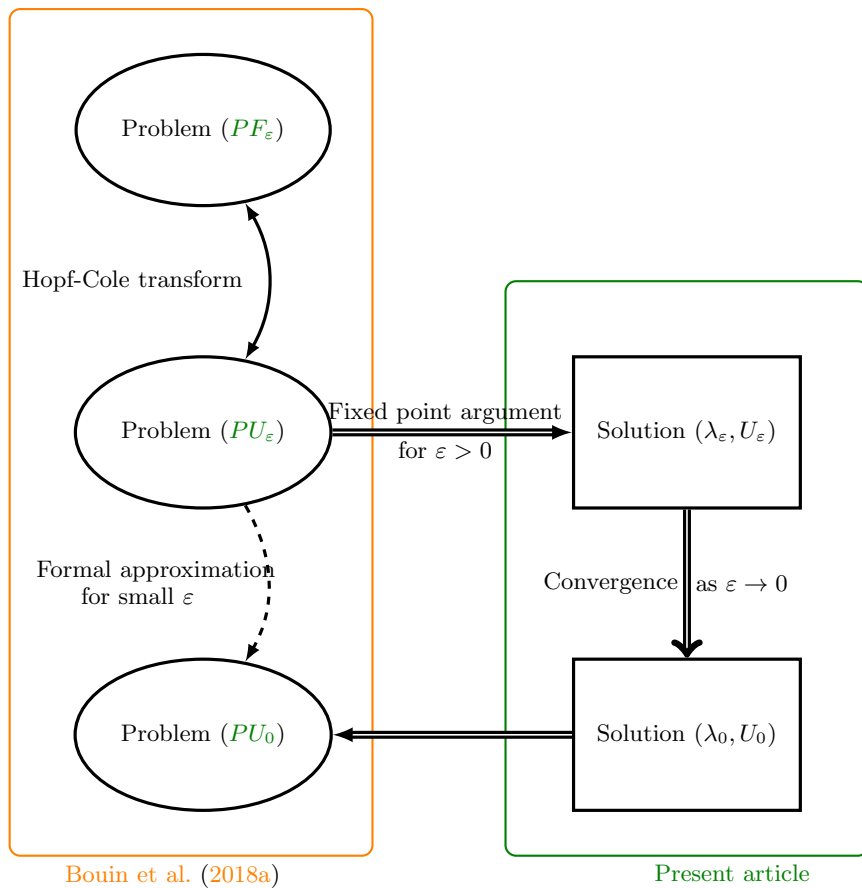 Problem (PF_ε)
Hopf-Cole transform
Problem (PU_ε)
Fixed point argument
for ε > 0
Solution (λ_ε, U_ε)
Formal approximation
for small ε
Convergence as ε → 0
Problem (PU_0)
Solution (λ_0, U_0)
Bouin et al. (2018a)
Present article